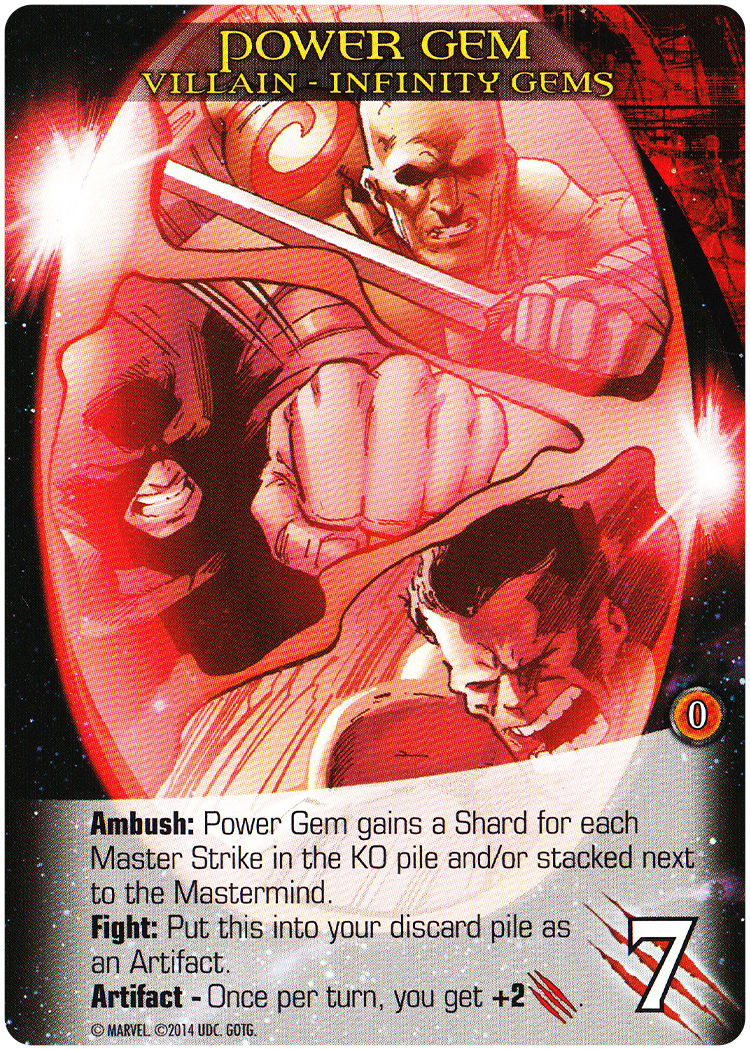 POWER GEM
VILLAIN - INFINITY GEMS
0
Ambush: Power Gem gains a Shard for each
Master Strike in the KO pile and/or stacked next
to the Mastermind.
Fight: Put this into your discard pile as
an Artifact.
Artifact - Once per turn, you get +2 .
7
© MARVEL. ©2014 UDC. GOTG.